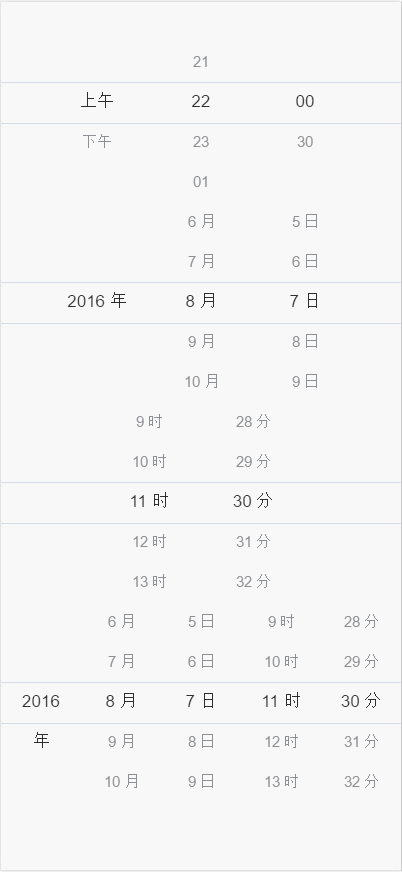 21
上午 22 00
下午 23 30
01
6 月 5 日
7 月 6 日
2016 年 8 月 7 日
9 月 8 日
10 月 9 日
9 时 28 分
10 时 29 分
11 时 30 分
12 时 31 分
13 时 32 分
6 月 5 日 9 时 28 分
7 月 6 日 10 时 29 分
2016 8 月 7 日 11 时 30 分
年 9 月 8 日 12 时 31 分
10 月 9 日 13 时 32 分